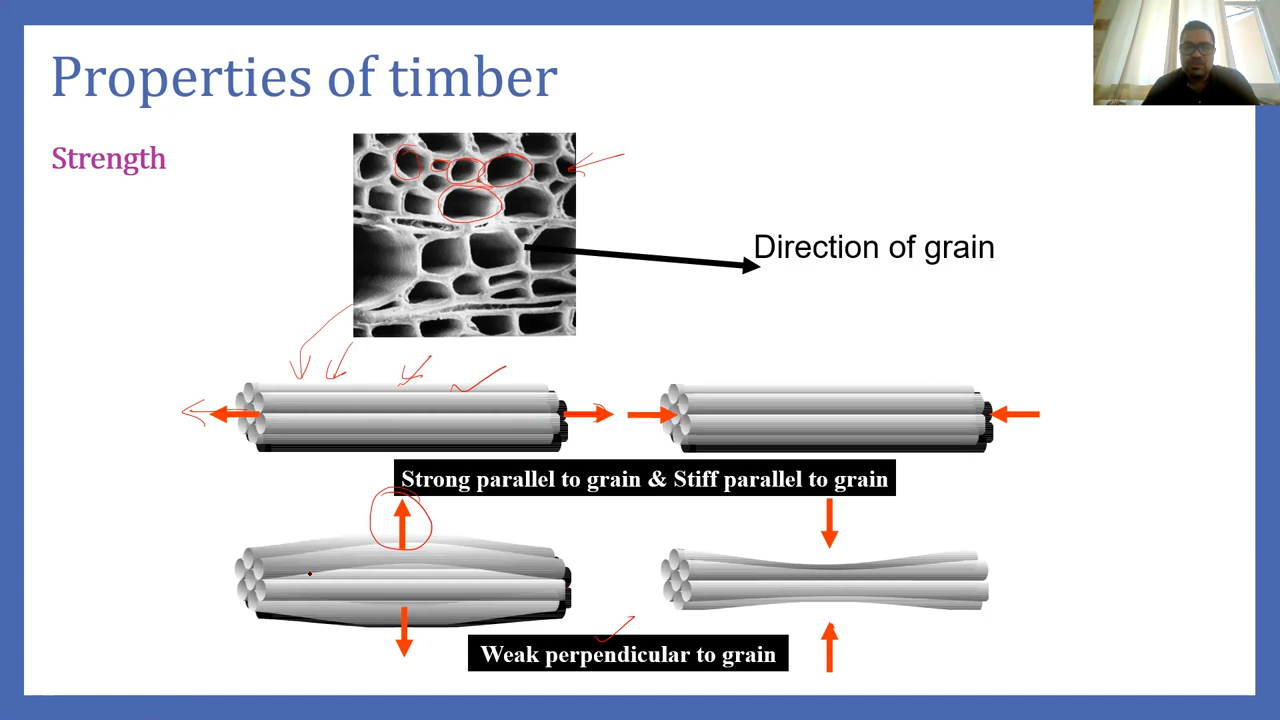 Properties of timber
Strength
Direction of grain
Strong parallel to grain & Stiff parallel to grain
Weak perpendicular to grain